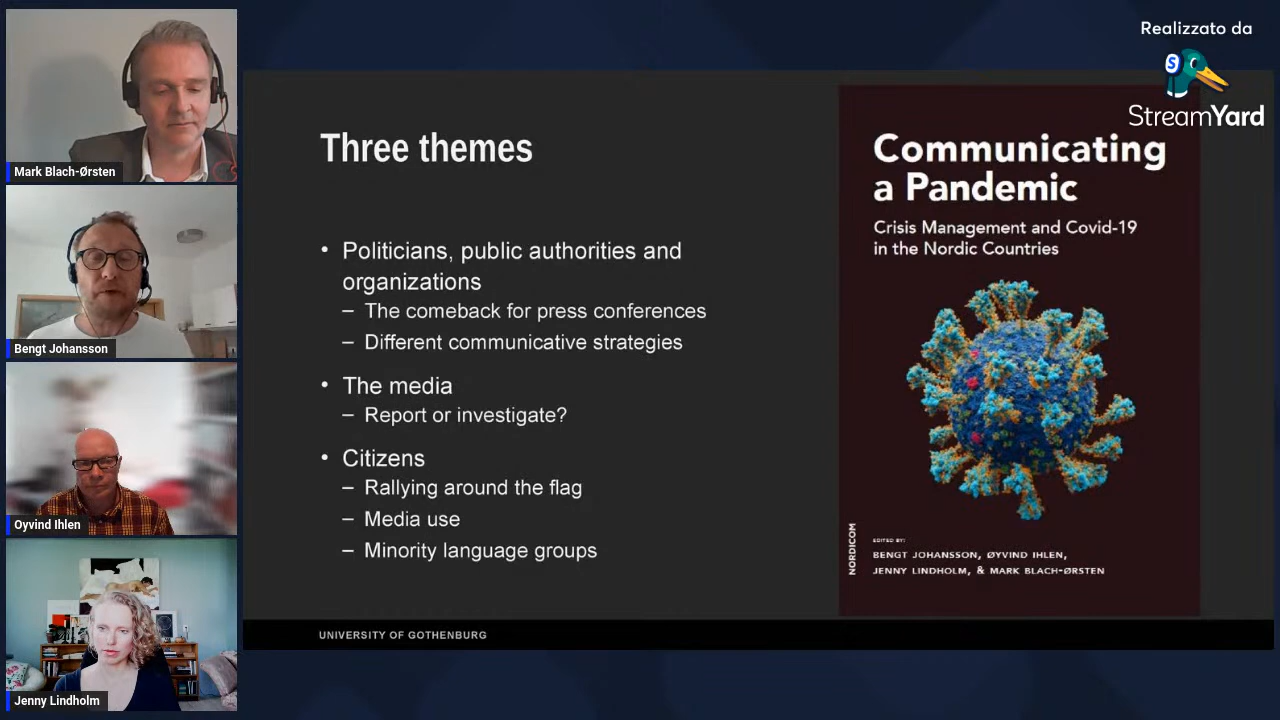 Mark Blach-Ørsten
Bengt Johansson
Oyvind Ihlen
Jenny Lindholm
Three themes
• Politicians, public authorities and
organizations
– The comeback for press conferences
– Different communicative strategies
• The media
– Report or investigate?
• Citizens
– Rallying around the flag
– Media use
– Minority language groups
UNIVERSITY OF GOTHENBURG
Realizzato da
S
StreamYard
Communicating
a Pandemic
Crisis Management and Covid-19
in the Nordic Countries
NORDICOM
EDITED BY:
BENGT JOHANSSON, ØYVIND IHLEN,
JENNY LINDHOLM, & MARK BLACH-ØRSTEN